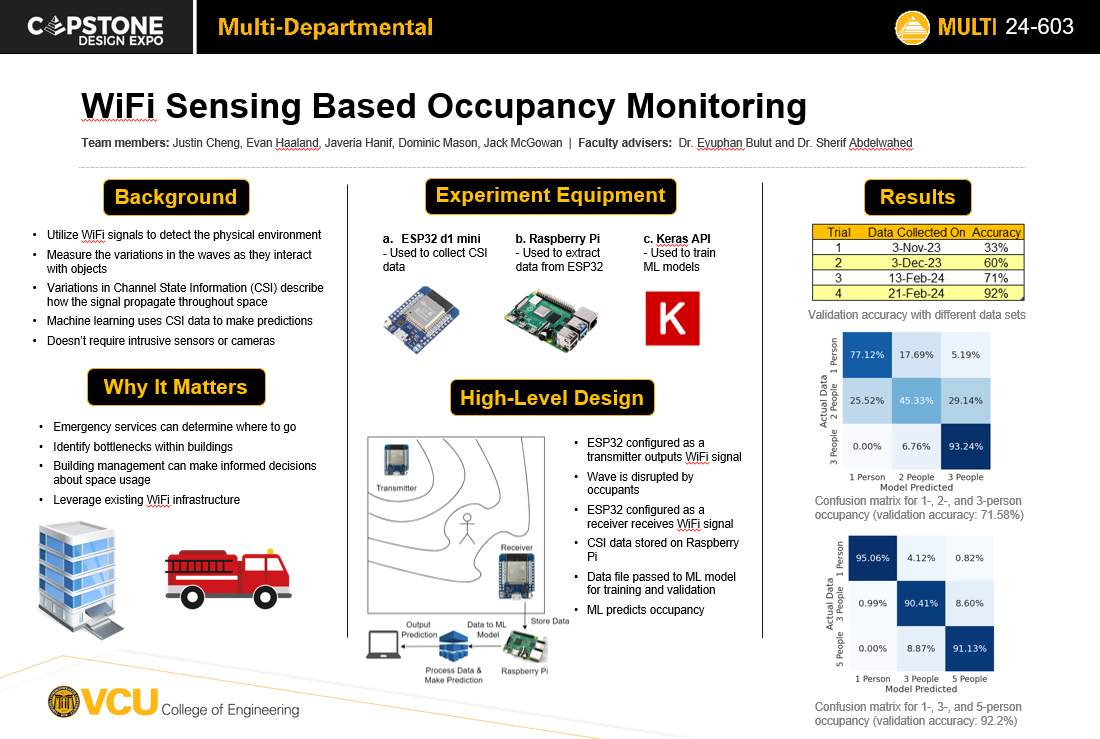 CAPSTONE
DESIGN EXPO
Multi-Departmental
MULTI 24-603
WiFi Sensing Based Occupancy Monitoring
Team members: Justin Cheng, Evan Haaland, Javeria Hanif, Dominic Mason, Jack McGowan | Faculty advisers: Dr. Eyuphan Bulut and Dr. Sherif Abdelwahed
Background
• Utilize WiFi signals to detect the physical environment
• Measure the variations in the waves as they interact
with objects
• Variations in Channel State Information (CSI) describe
how the signal propagate throughout space
• Machine learning uses CSI data to make predictions
• Doesn't require intrusive sensors or cameras
Why It Matters
• Emergency services can determine where to go
• Identify bottlenecks within buildings
• Building management can make informed decisions
about space usage
• Leverage existing WiFi infrastructure
VCU College of Engineering
Experiment Equipment
a. ESP32 d1 mini
- Used to collect CSI
data
b. Raspberry Pi
- Used to extract
data from ESP32
c. Keras API
- Used to train
ML models
K
High-Level Design
Transmitter
Receiver
Store Data
Output
Prediction
Data to ML
Model
Process Data &
Make Prediction
Raspberry Pi
• ESP32 configured as a
transmitter outputs WiFi signal
• Wave is disrupted by
occupants
• ESP32 configured as a
receiver receives WiFi signal
• CSI data stored on Raspberry
Pi
• Data file passed to ML model
for training and validation
• ML predicts occupancy
Results
Trial Data Collected On Accuracy
1 3-Nov-23 33%
2 3-Dec-23 60%
3 13-Feb-24 71%
4 21-Feb-24 92%
Validation accuracy with different data sets
Actual Data
1 Person 77.12% 17.69% 5.19%
2 People 25.52% 45.33% 29.14%
3 People 0.00% 6.76% 93.24%
1 Person 2 People 3 People
Model Predicted
Confusion matrix for 1-, 2-, and 3-person
occupancy (validation accuracy: 71.58%)
Actual Data
1 Person 95.06% 4.12% 0.82%
3 People 0.99% 90.41% 8.60%
5 People 0.00% 8.87% 91.13%
1 Person 3 People 5 People
Model Predicted
Confusion matrix for 1-, 3-, and 5-person
occupancy (validation accuracy: 92.2%)